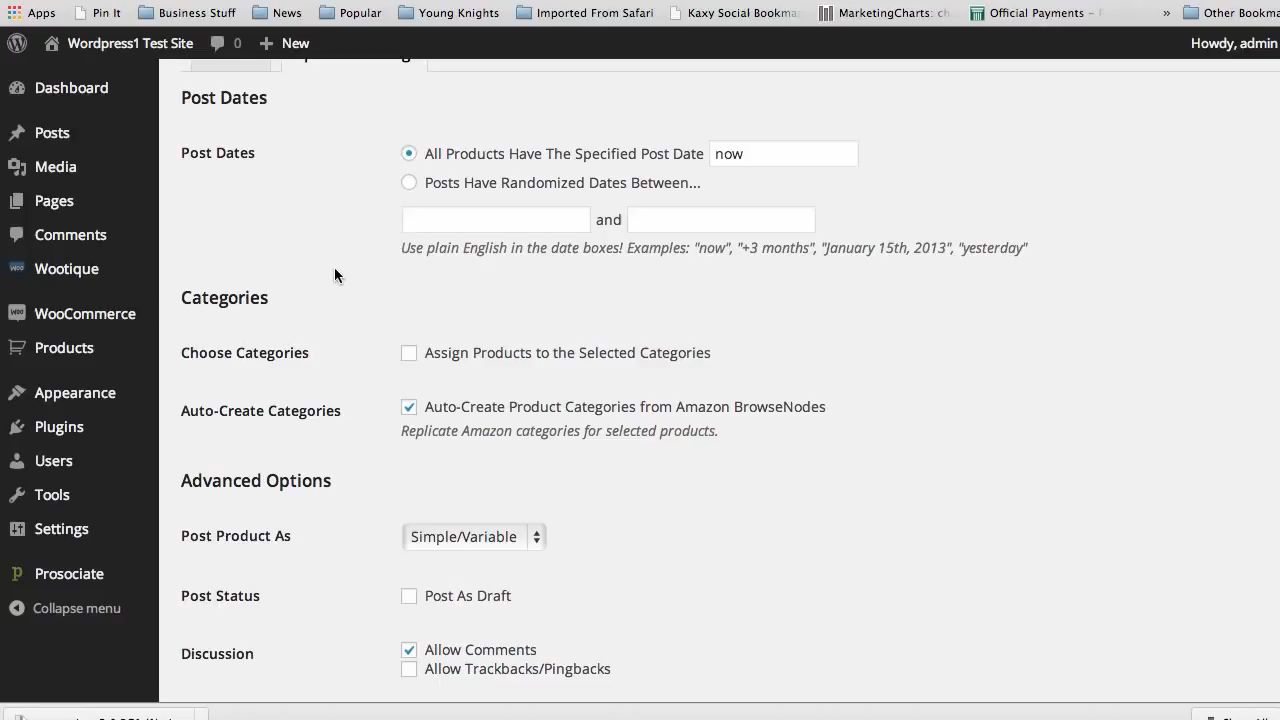 Apps Pin It Business Stuff News Popular Young Knights Imported From Safari Kaxy Social Bookma MarketingCharts: ch Official Payments - » Other Bookma
Wordpress1 Test Site 0 New Howdy, admin
Dashboard
Posts
Media
Pages
Comments
Wootique
WooCommerce
Products
Appearance
Plugins
Users
Tools
Settings
Prosociate
Collapse menu
Post Dates
Post Dates All Products Have The Specified Post Date now
Posts Have Randomized Dates Between...
and
Use plain English in the date boxes! Examples: "now", "+3 months", "January 15th, 2013", "yesterday"
Categories
Choose Categories Assign Products to the Selected Categories
Auto-Create Categories Auto-Create Product Categories from Amazon BrowseNodes
Replicate Amazon categories for selected products.
Advanced Options
Post Product As Simple/Variable
Post Status Post As Draft
Discussion Allow Comments
Allow Trackbacks/Pingbacks